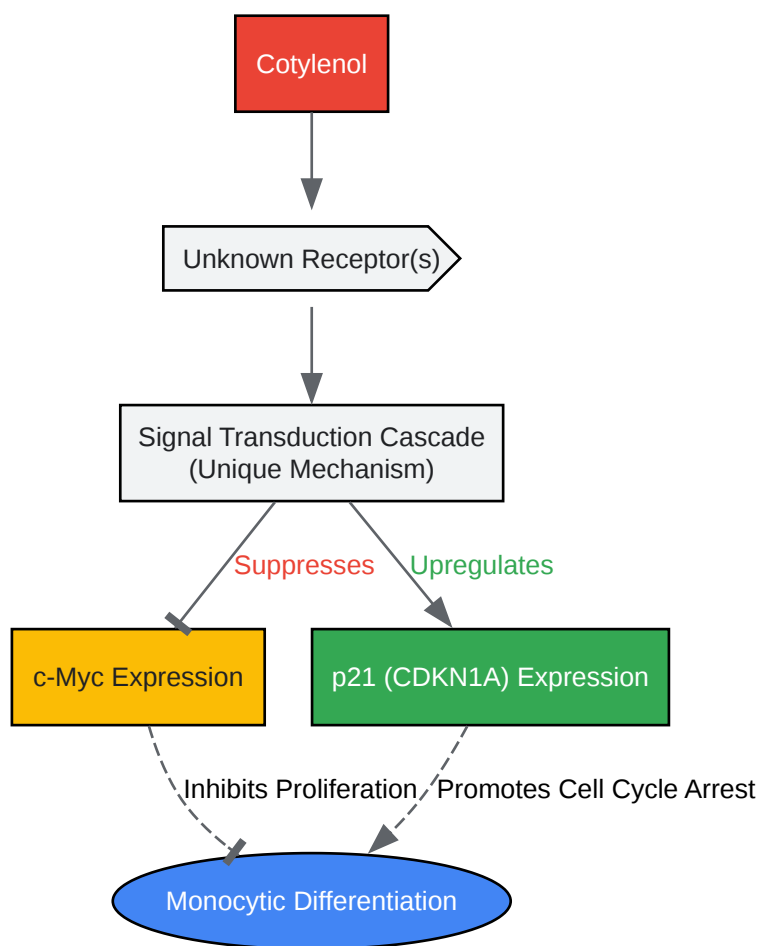 Cotylenol
Unknown Receptor(s)
Signal Transduction Cascade
(Unique Mechanism)
Suppresses
Upregulates
c-Myc Expression
p21 (CDKN1A) Expression
Inhibits Proliferation
Promotes Cell Cycle Arrest
Monocytic Differentiation